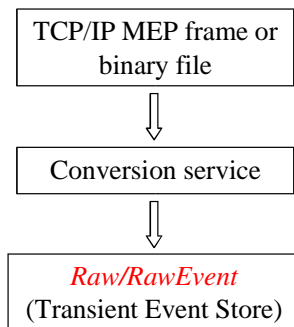 TCP/IP MEP frame or
binary file
Conversion service
Raw/RawEvent
(Transient Event Store)